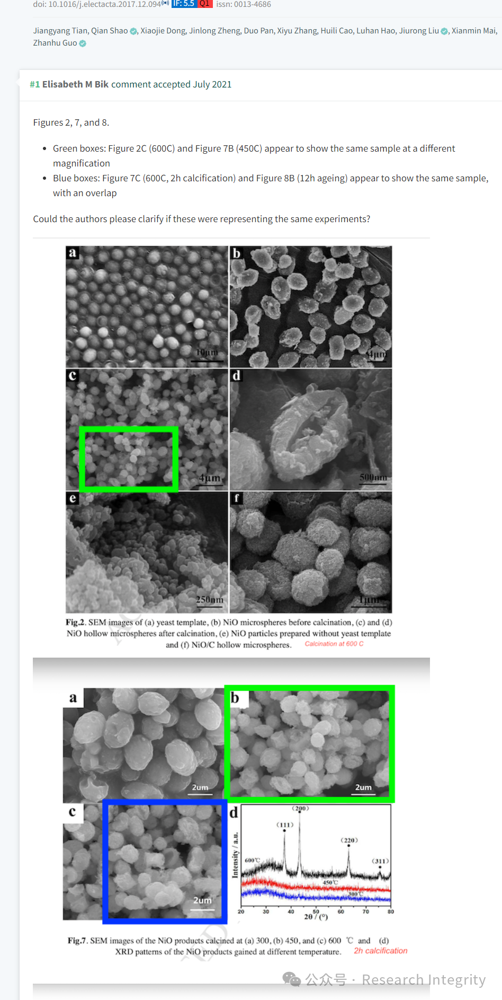 doi: 10.1016/j.electacta.2017.12.094 IF: 5.5 Q1 issn: 0013-4686
Jiangyang Tian, Qian Shao, Xiaojie Dong, Jinlong Zheng, Duo Pan, Xiyu Zhang, Huili Cao, Luhan Hao, Jiurong Liu, Xianmin Mai,
Zhanhu Guo
#1 Elisabeth M Bik comment accepted July 2021
Figures 2, 7, and 8.
• Green boxes: Figure 2C (600C) and Figure 7B (450C) appear to show the same sample at a different
magnification
• Blue boxes: Figure 7C (600C, 2h calcification) and Figure 8B (12h ageing) appear to show the same sample,
with an overlap
Could the authors please clarify if these were representing the same experiments?
a
b
10μm
4μm
c
d
4μm
500nm
e
f
250nm
1μm
Fig.2. SEM images of (a) yeast template, (b) NiO microspheres before calcination, (c) and (d)
NiO hollow microspheres after calcination, (e) NiO particles prepared without yeast template
and (f) NiO/C hollow microspheres. Calcination at 600 C
a
b
2um
2um
c
2um
d
(200)
(111)
(220)
(311)
600℃
450℃
300℃
Intensity / a.u.
20 30 40 50 60 70 80
2θ / (°)
Fig.7. SEM images of the NiO products calcined at (a) 300, (b) 450, and (c) 600 ℃ and (d)
XRD patterns of the NiO products gained at different temperature. 2h calcification
公众号 · Research Integrity